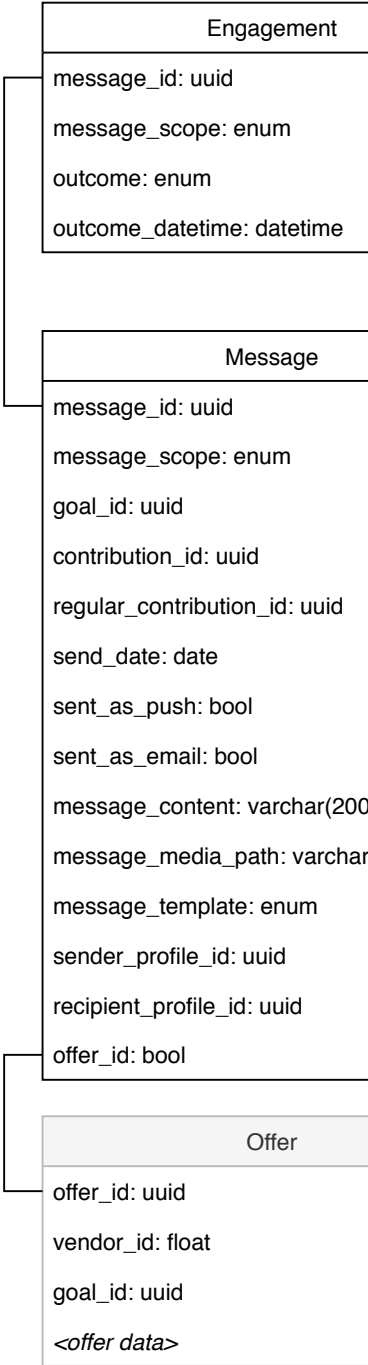 Engagement
message_id: uuid
message_scope: enum
outcome: enum
outcome_datetime: datetime
Message
message_id: uuid
message_scope: enum
goal_id: uuid
contribution_id: uuid
regular_contribution_id: uuid
send_date: date
sent_as_push: bool
sent_as_email: bool
message_content: varchar(200
message_media_path: varchar
message_template: enum
sender_profile_id: uuid
recipient_profile_id: uuid
offer_id: bool
Offer
offer_id: uuid
vendor_id: float
goal_id: uuid
<offer data>